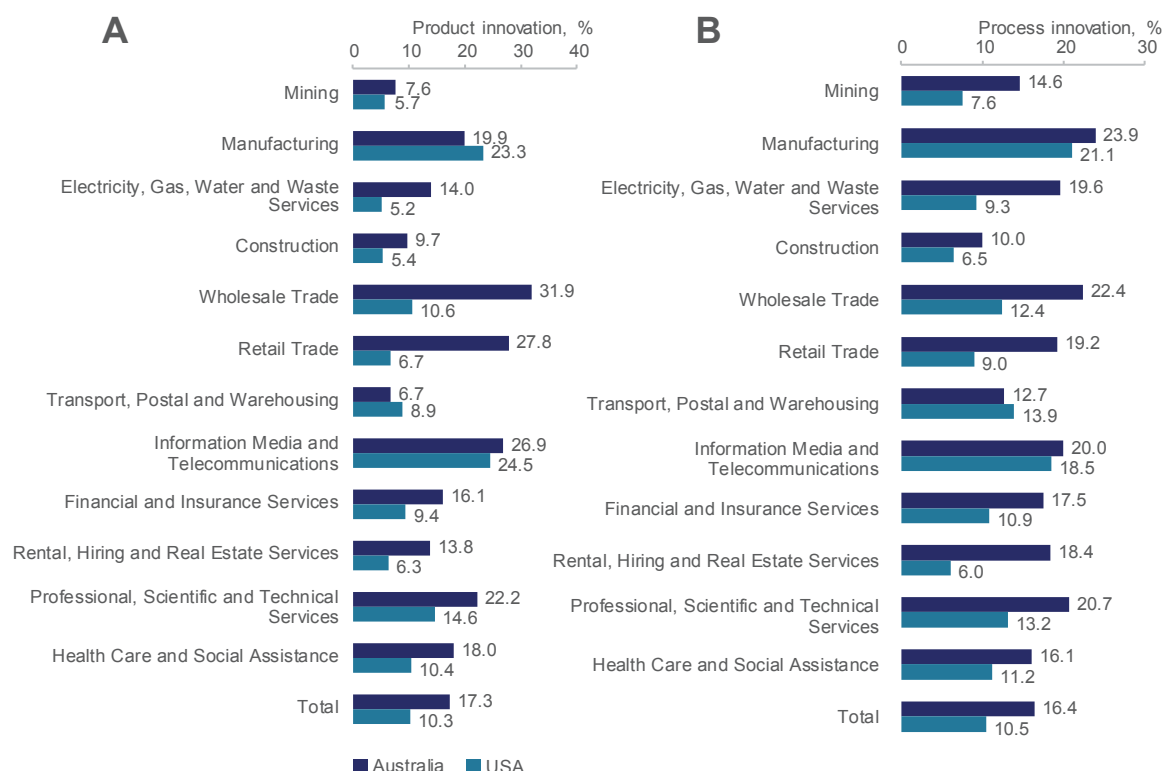 A
Product innovation, %
0 10 20 30 40
Mining
7.6
5.7
Manufacturing
19.9
23.3
Electricity, Gas, Water and Waste
Services
14.0
5.2
Construction
9.7
5.4
Wholesale Trade
31.9
10.6
Retail Trade
27.8
6.7
Transport, Postal and Warehousing
6.7
8.9
Information Media and
Telecommunications
26.9
24.5
Financial and Insurance Services
16.1
9.4
Rental, Hiring and Real Estate Services
13.8
6.3
Professional, Scientific and Technical
Services
22.2
14.6
Health Care and Social Assistance
18.0
10.4
Total
17.3
10.3
Australia USA
B
Process innovation, %
0 10 20 30
Mining
14.6
7.6
Manufacturing
23.9
21.1
Electricity, Gas, Water and Waste
Services
19.6
9.3
Construction
10.0
6.5
Wholesale Trade
22.4
12.4
Retail Trade
19.2
9.0
Transport, Postal and Warehousing
12.7
13.9
Information Media and
Telecommunications
20.0
18.5
Financial and Insurance Services
17.5
10.9
Rental, Hiring and Real Estate Services
18.4
6.0
Professional, Scientific and Technical
Services
20.7
13.2
Health Care and Social Assistance
16.1
11.2
Total
16.4
10.5